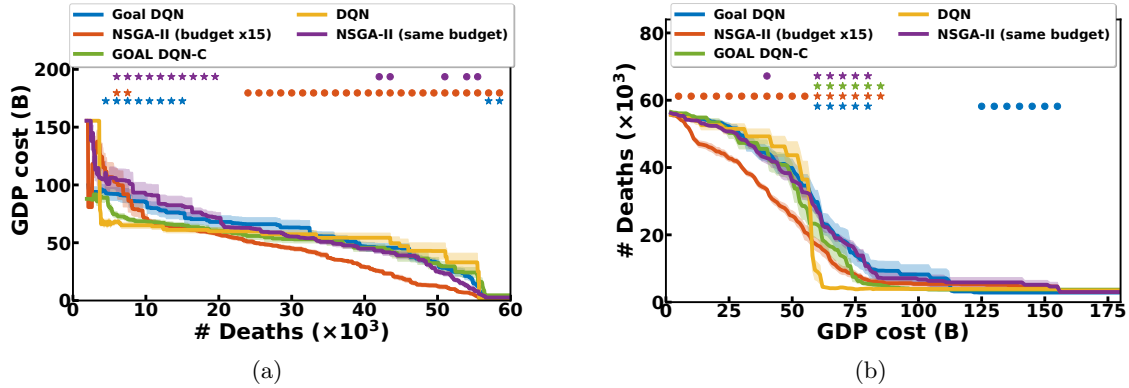 Goal DQN
NSGA-II (budget x15)
GOAL DQN-C
DQN
NSGA-II (same budget)
200
150
100
50
0
GDP cost (B)
0 10 20 30 40 50 60
# Deaths (×10³)
(a)
Goal DQN
NSGA-II (budget x15)
GOAL DQN-C
DQN
NSGA-II (same budget)
80
60
40
20
0
# Deaths (×10³)
0 25 50 75 100 125 150 175
GDP cost (B)
(b)